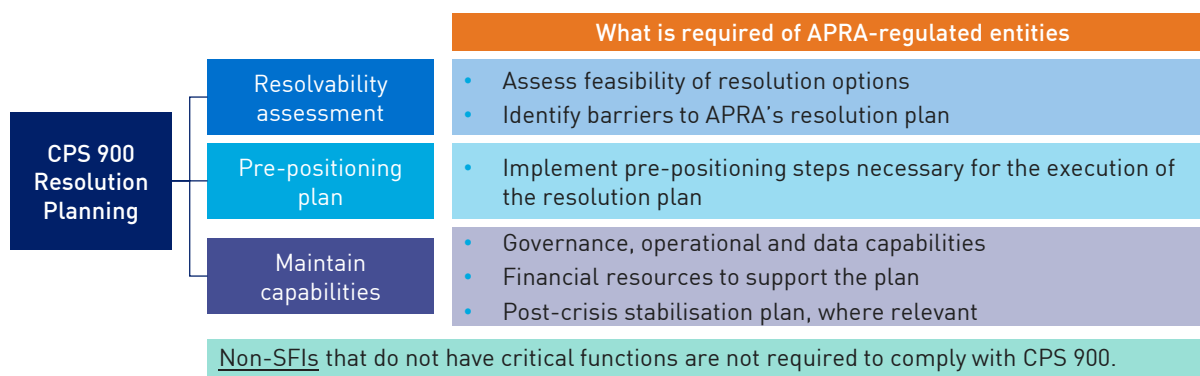 What is required of APRA-regulated entities
CPS 900
Resolution
Planning
Resolvability
assessment
• Assess feasibility of resolution options
• Identify barriers to APRA's resolution plan
Pre-positioning
plan
• Implement pre-positioning steps necessary for the execution of
the resolution plan
Maintain
capabilities
• Governance, operational and data capabilities
• Financial resources to support the plan
• Post-crisis stabilisation plan, where relevant
Non-SFIs that do not have critical functions are not required to comply with CPS 900.